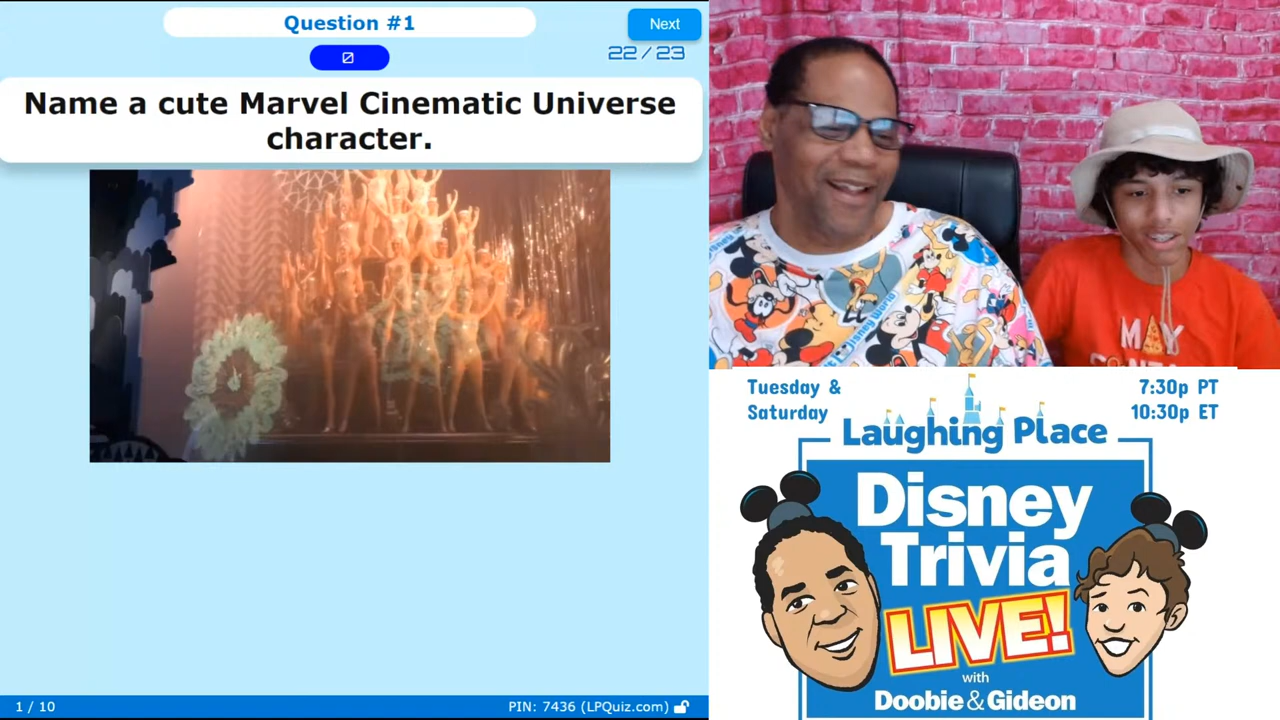 Question #1
Next
22/23
Name a cute Marvel Cinematic Universe
character.
1 / 10
PIN: 7436 (LPQuiz.com)
MAY
Tuesday &
Saturday
7:30p PT
10:30p ET
Laughing Place
Disney
Trivia
LIVE!
with
Doobie & Gideon